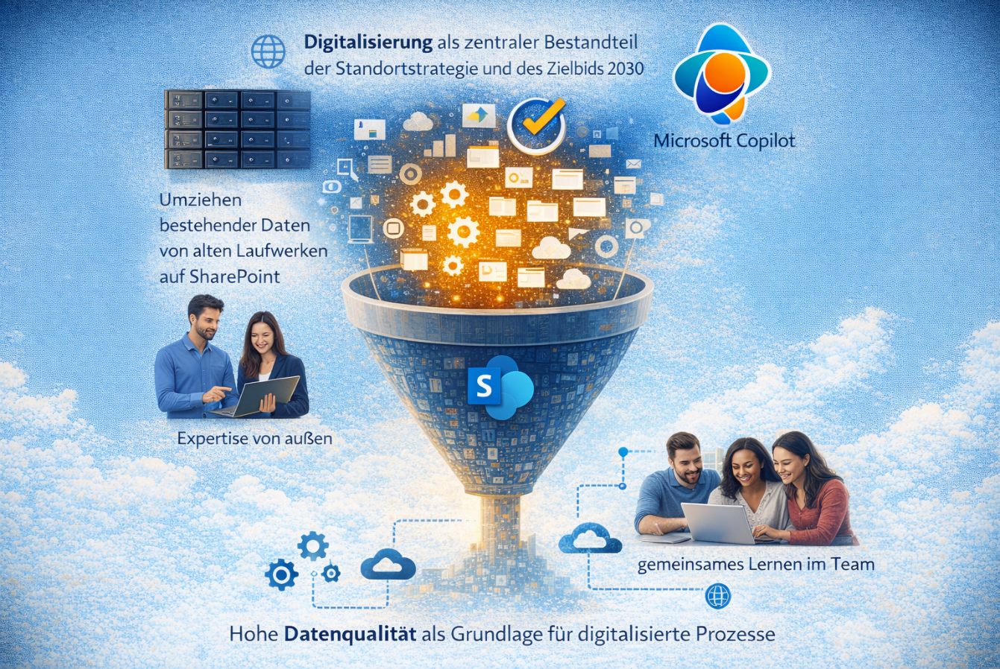 Digitalisierung als zentraler Bestandteil
der Standortstrategie und des Zielbids 2030
Microsoft Copilot
Umziehen
bestehender Daten
von alten Laufwerken
auf SharePoint
S
Expertise von außen
gemeinsames Lernen im Team
Hohe Datenqualität als Grundlage für digitalisierte Prozesse